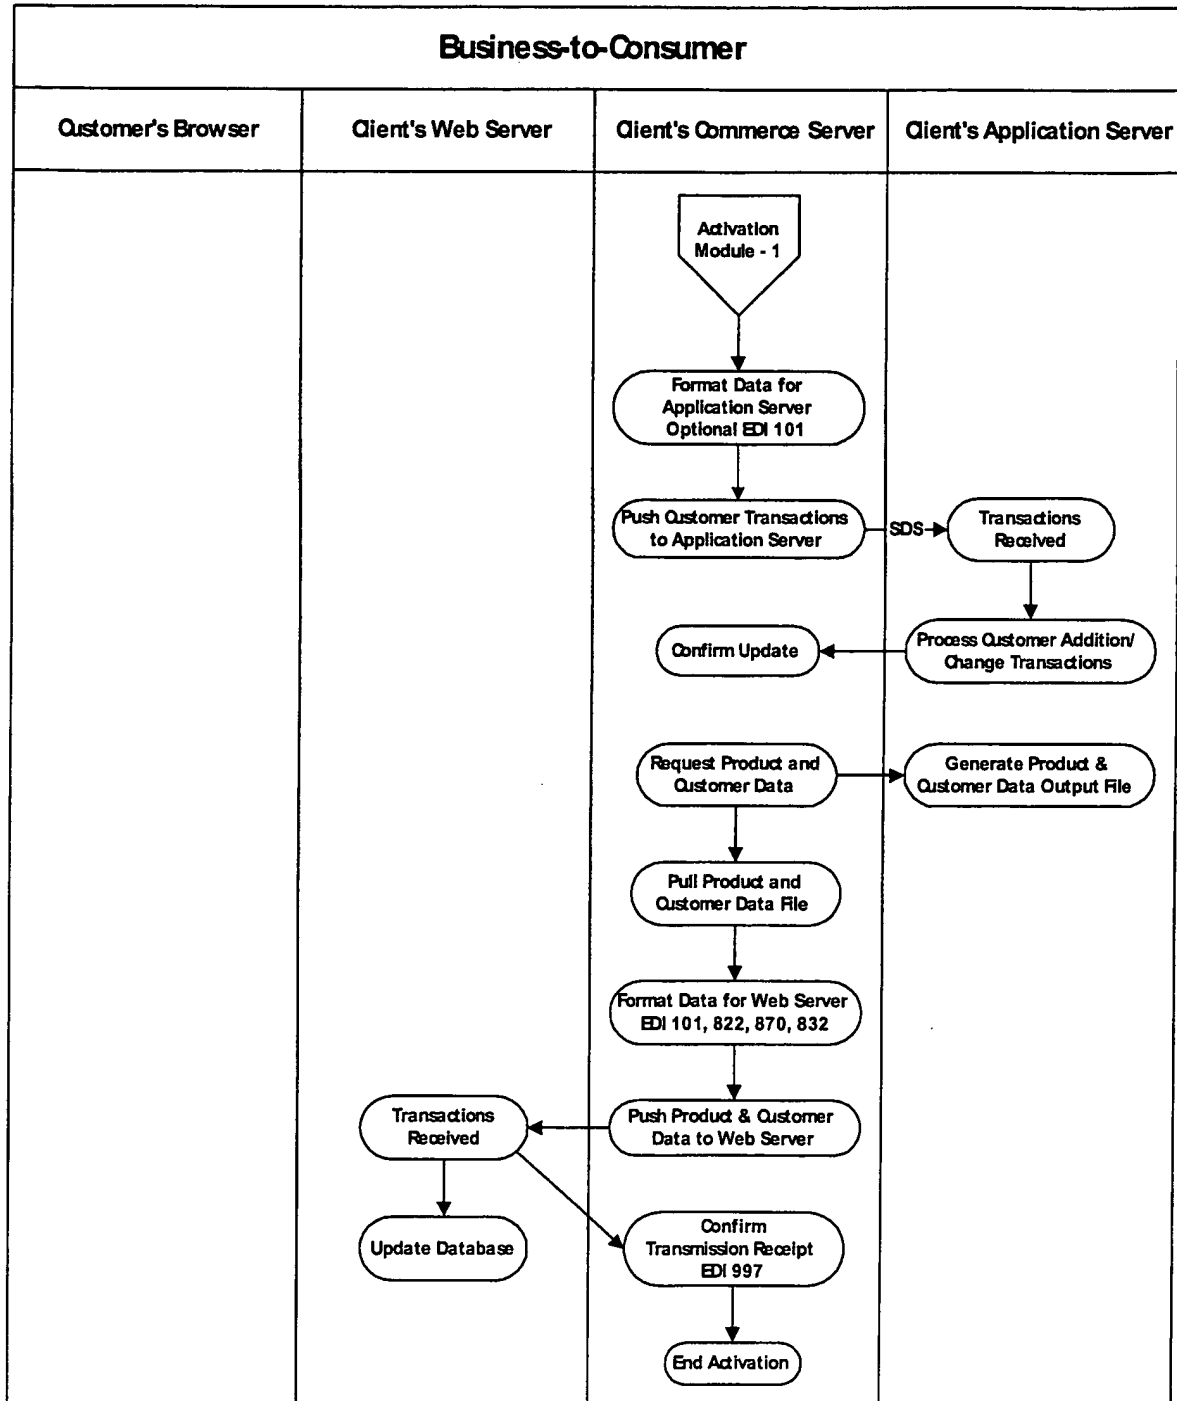 Business-to-Consumer
Customer's Browser
Client's Web Server
Client's Commerce Server
Client's Application Server
Activation
Module - 1
Format Data for
Application Server
Optional EDI 101
Push Customer Transactions
to Application Server
SDS
Transactions
Received
Confirm Update
Process Customer Addition/
Change Transactions
Request Product and
Customer Data
Generate Product &
Customer Data Output File
Pull Product and
Customer Data File
Format Data for Web Server
EDI 101, 822, 870, 832
Transactions
Received
Push Product & Customer
Data to Web Server
Update Database
Confirm
Transmission Receipt
EDI 997
End Activation